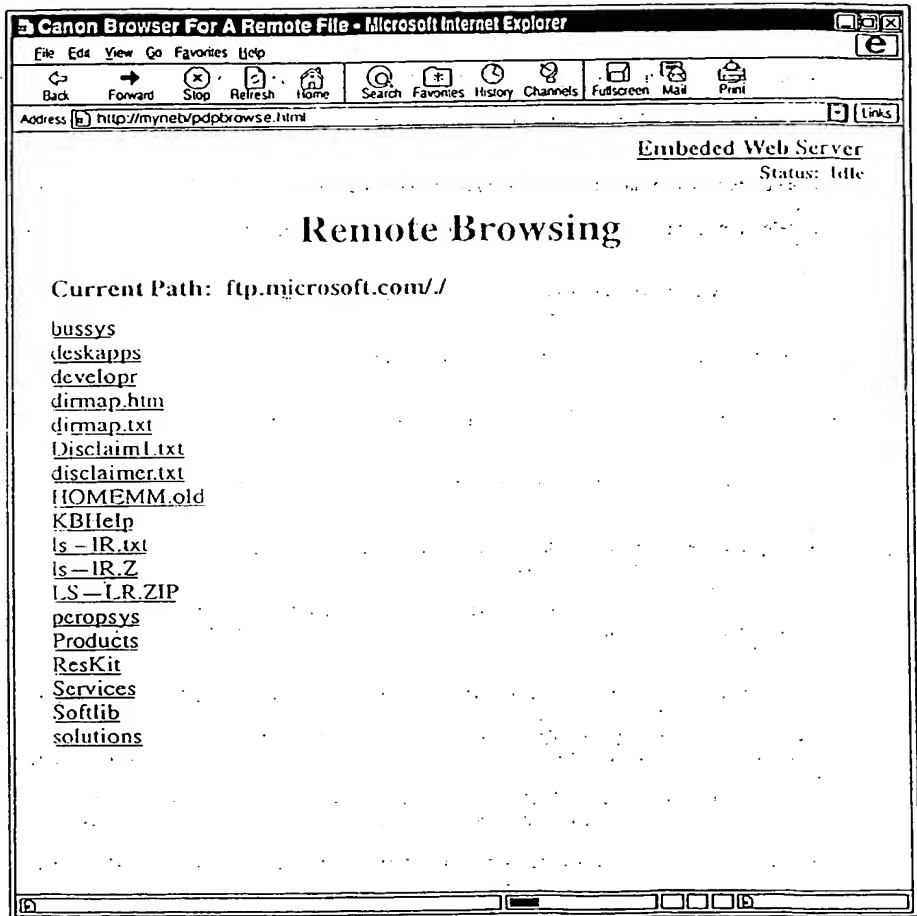 Canon Browser For A Remote File - Microsoft Internet Explorer
File Edit View Go Favorites Help
Back Forward Stop Refresh Home Search Favorites History Channels Fullscreen Mail Print
Address http://myneb/pdpbrowse.html Links
Embeded Web Server
Status: Idle
Remote Browsing
Current Path: ftp.microsoft.com/./
bussys
deskapps
developr
dirmap.htm
dirmap.txt
Disclaim1.txt
disclaimer.txt
HOMEMM.old
KBHelp
ls-lR.txt
ls-lR.Z
LS-LR.ZIP
peropsys
Products
ResKit
Services
Softlib
solutions